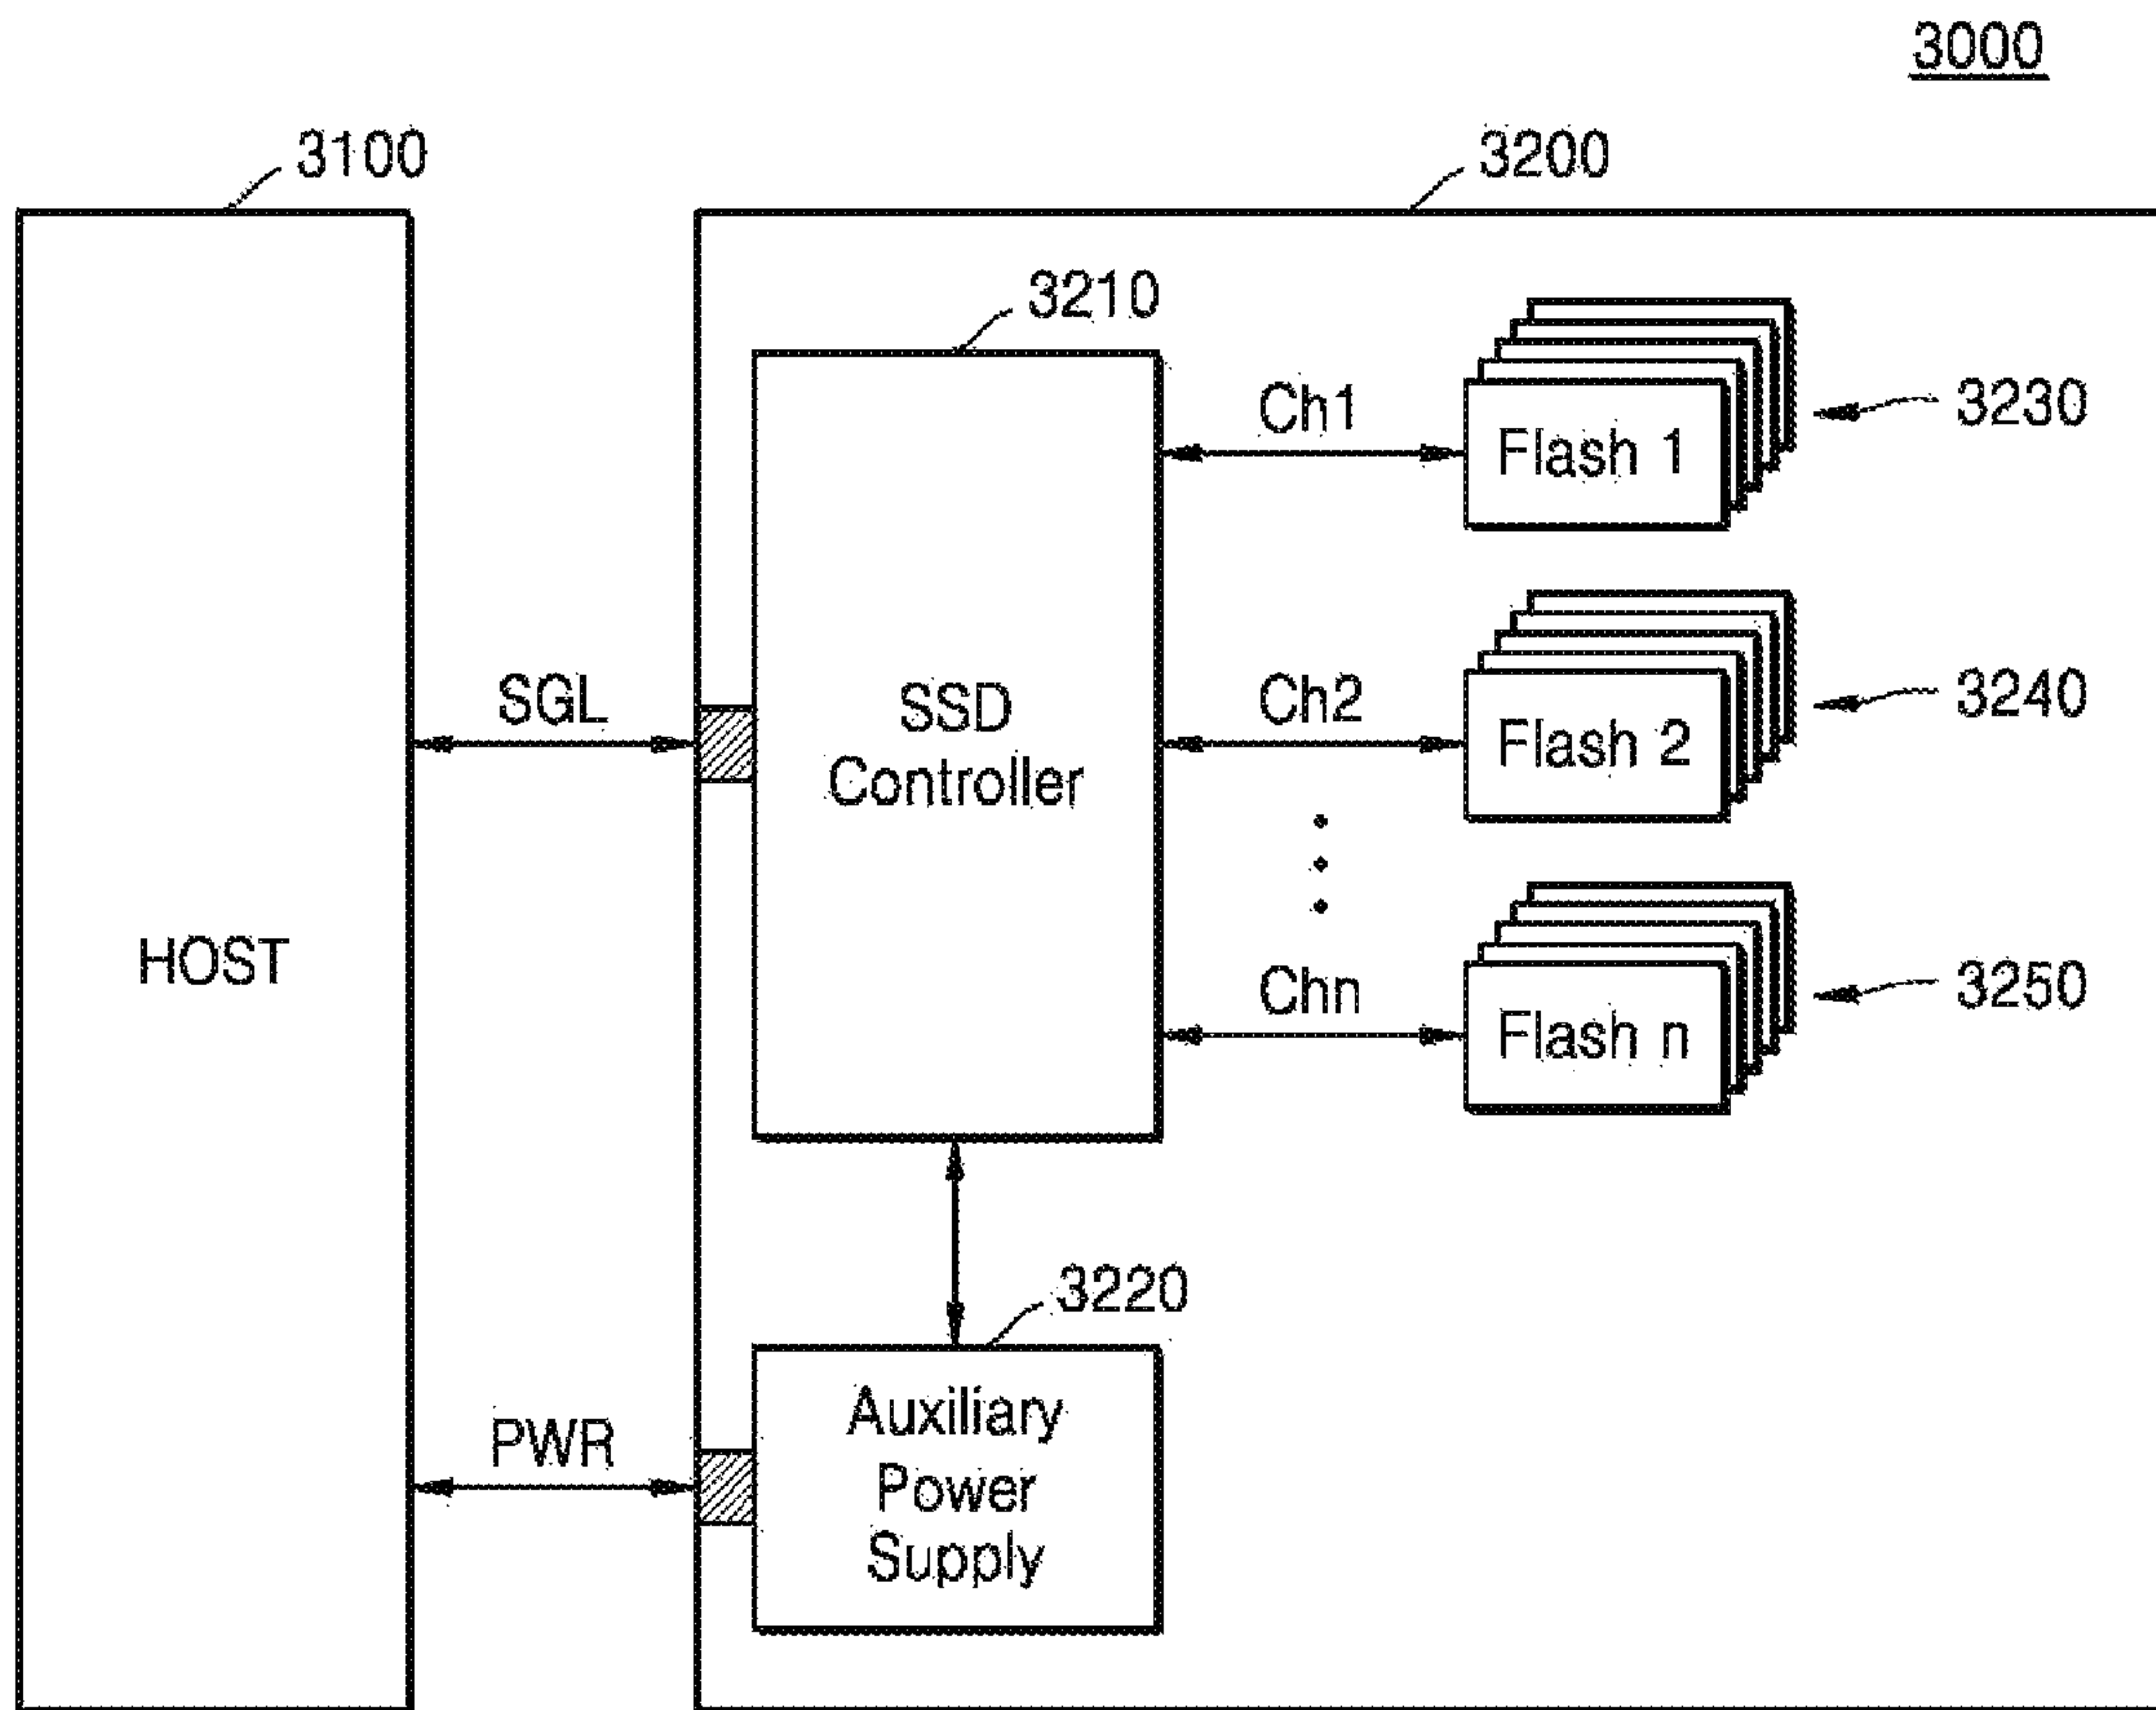 3000
3100
3200
3210
Ch1
Flash 1
3230
SGL
SSD
Controller
Ch2
Flash 2
3240
HOST
Chn
Flash n
3250
3220
PWR
Auxiliary
Power
Supply